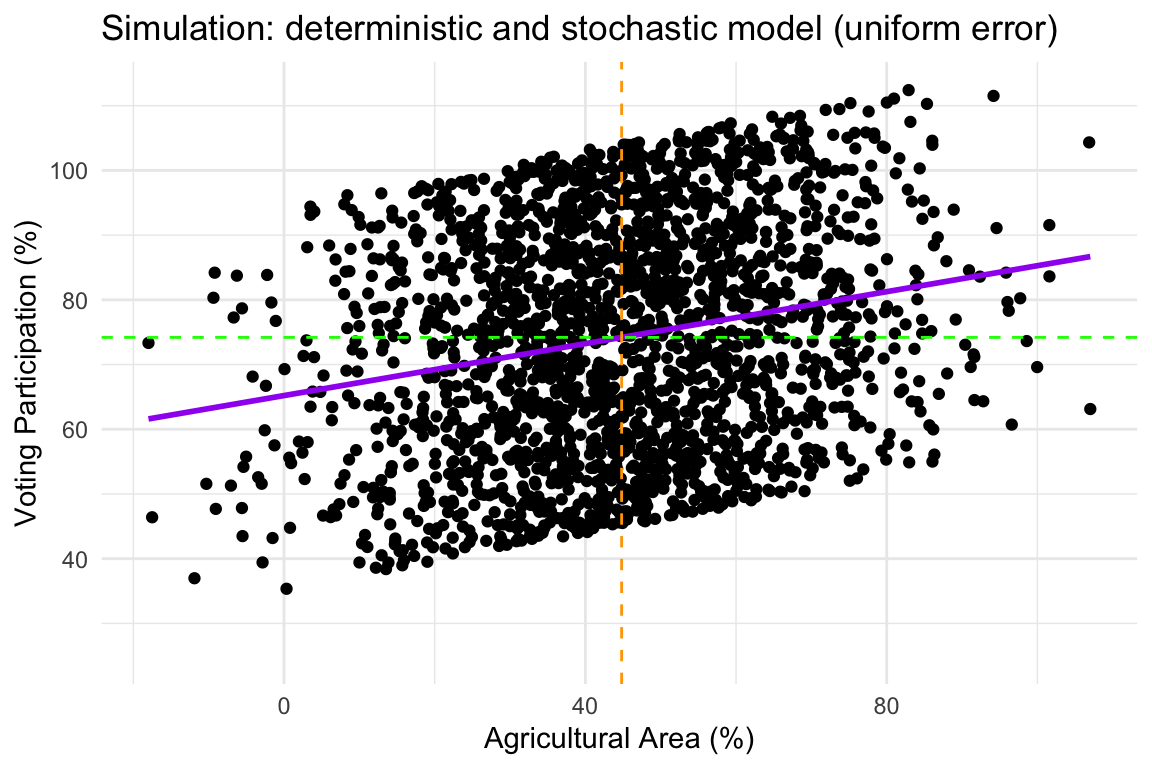 Simulation: deterministic and stochastic model (uniform error)
Voting Participation (%)
100
80
60
40
0
40
80
Agricultural Area (%)